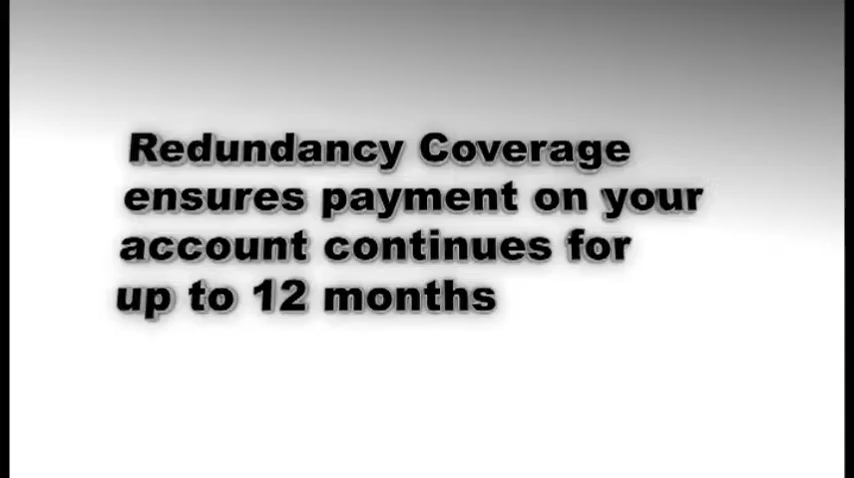 Redundancy Coverage
ensures payment on your
account continues for
up to 12 months